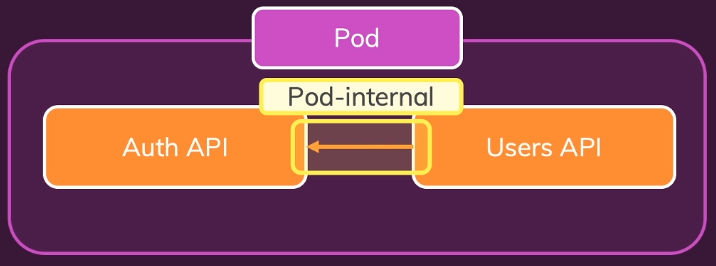 Pod
Pod-internal
Auth API
Users API